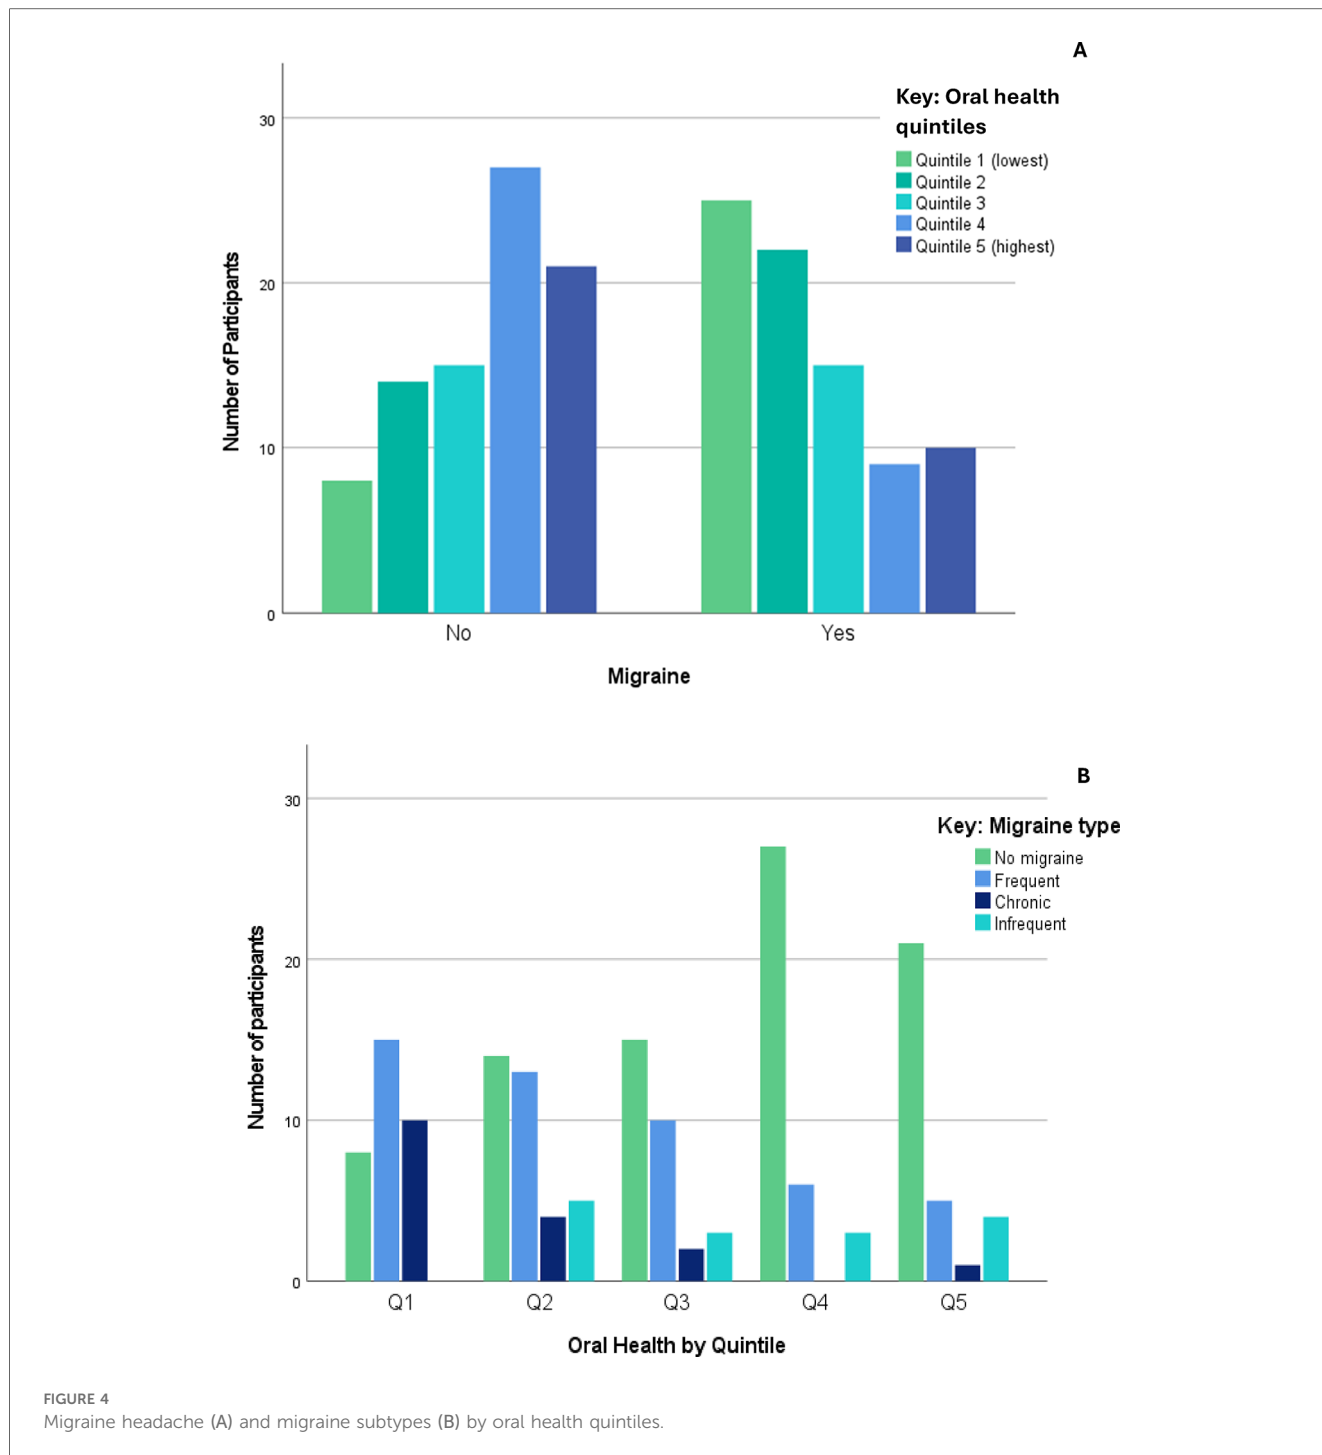 A
Key: Oral health
quintiles
Quintile 1 (lowest)
Quintile 2
Quintile 3
Quintile 4
Quintile 5 (highest)
Number of Participants
30
20
10
0
No
Yes
Migraine
B
Key: Migraine type
No migraine
Frequent
Chronic
Infrequent
Number of participants
30
20
10
0
Q1
Q2
Q3
Q4
Q5
Oral Health by Quintile
FIGURE 4
Migraine headache (A) and migraine subtypes (B) by oral health quintiles.